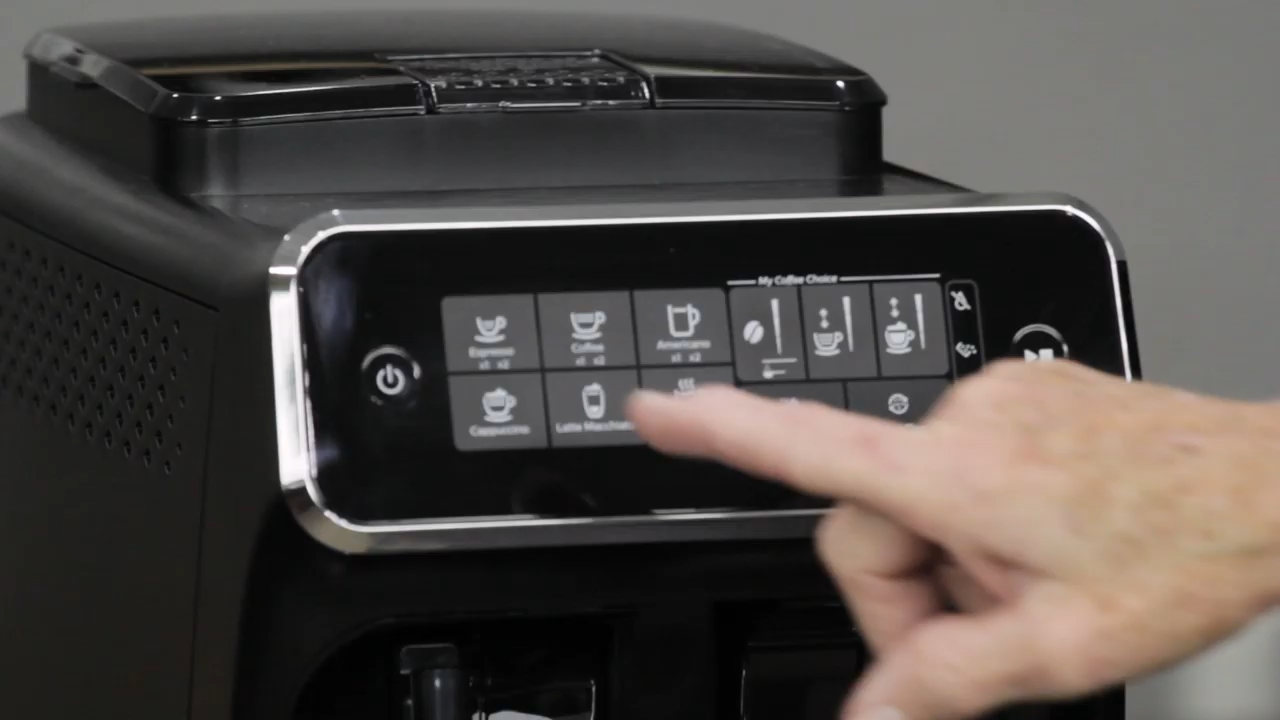 My Coffee Choice
Espresso
x1 x2
Coffee
x1 x2
Americano
x1 x2
Cappuccino
Latte Macchiato